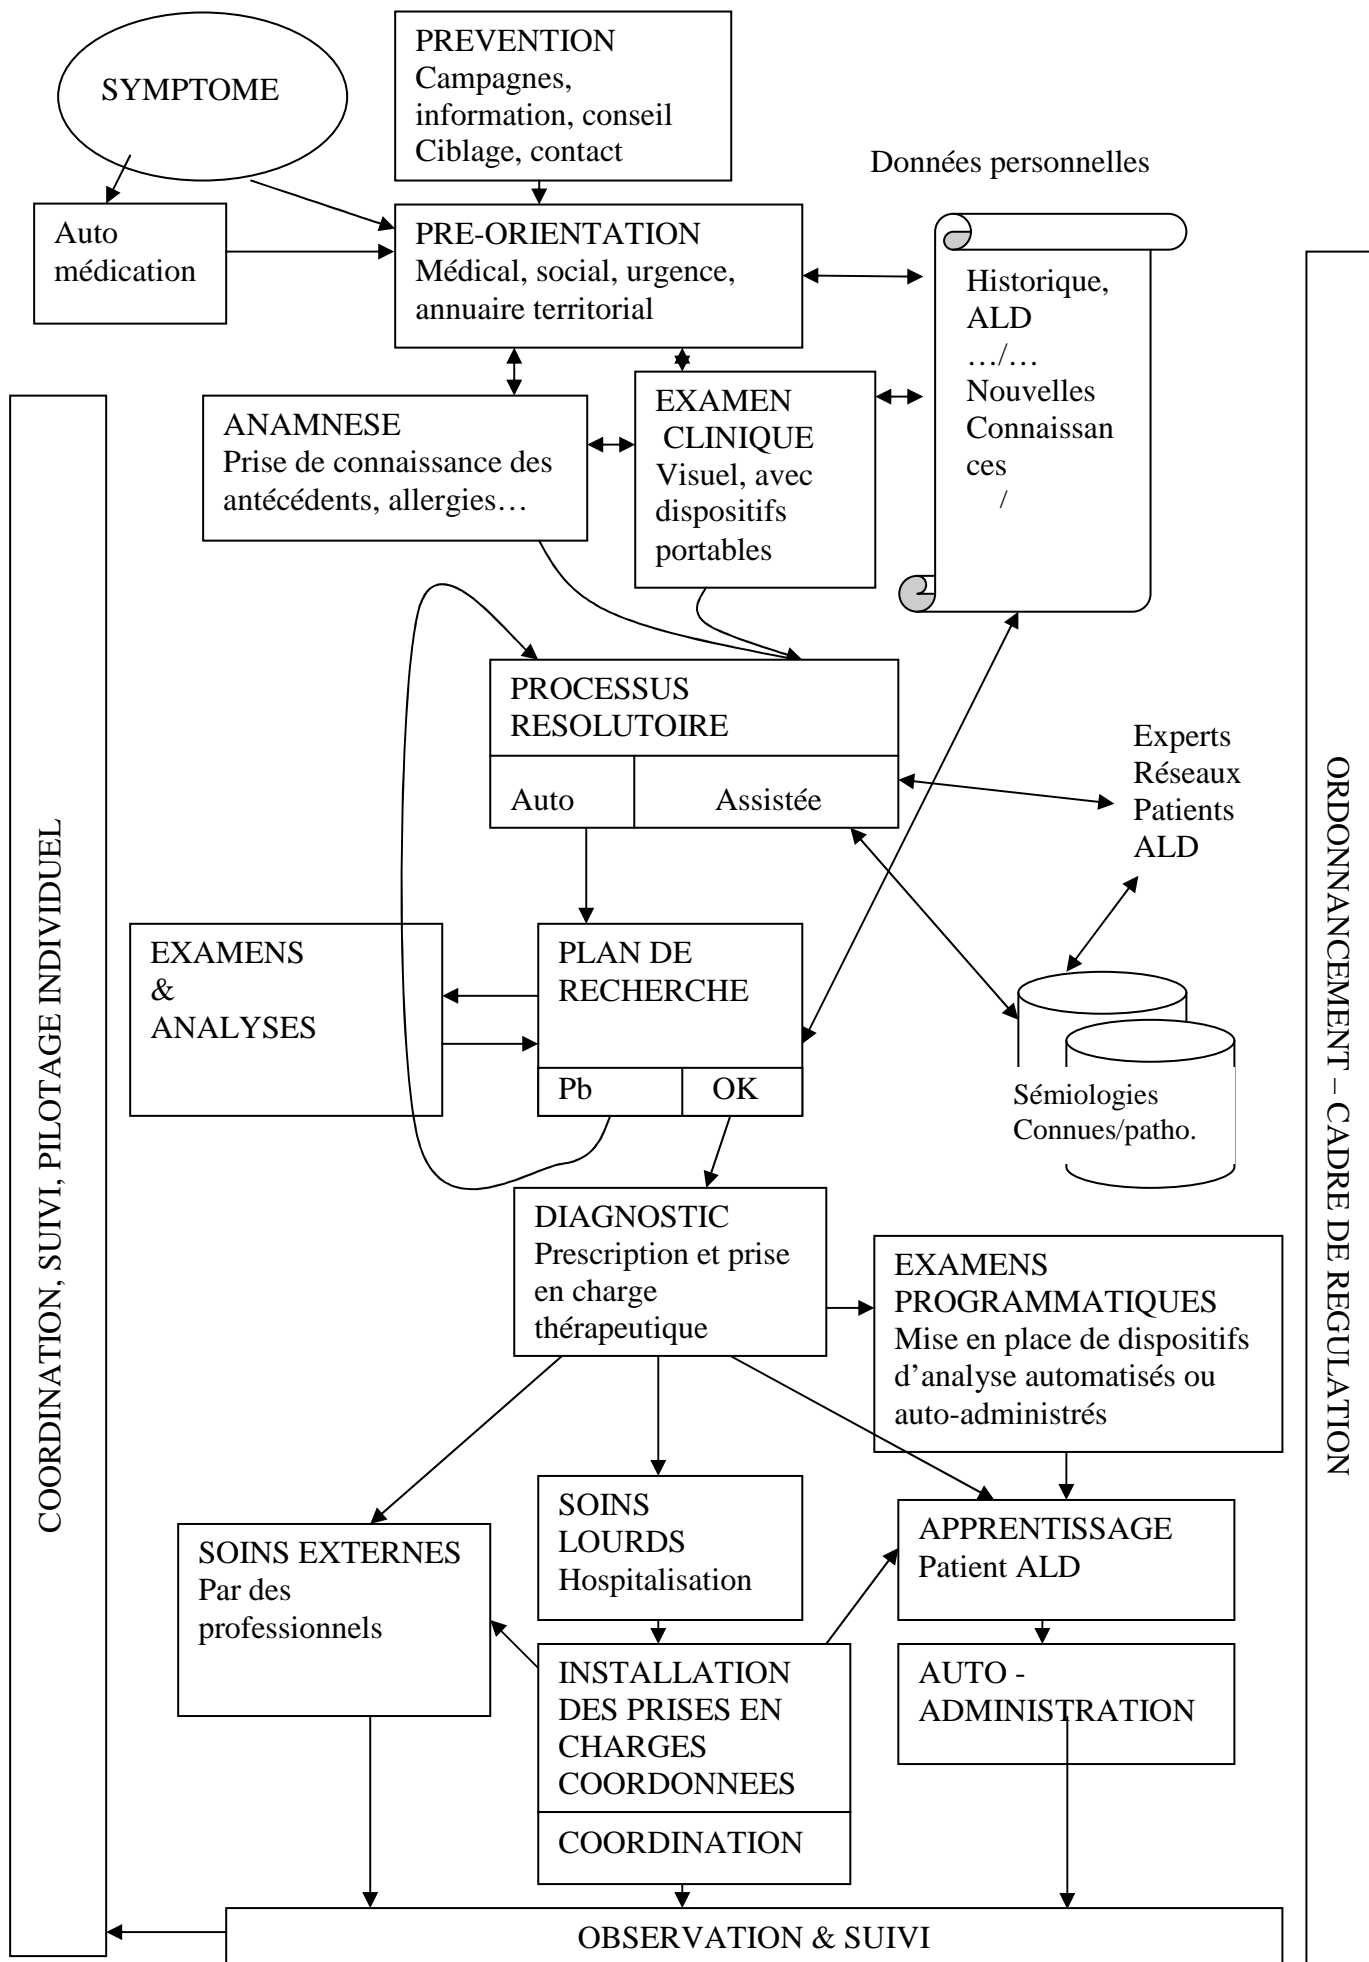 SYMPTOME
PREVENTION
Campagnes,
information, conseil
Ciblage, contact
Données personnelles
Auto
médication
PRE-ORIENTATION
Médical, social, urgence,
annuaire territorial
Historique,
ALD
…/…
Nouvelles
Connaissan
ces
/
ANAMNESE
Prise de connaissance des
antécédents, allergies…
EXAMEN
CLINIQUE
Visuel, avec
dispositifs
portables
PROCESSUS
RESOLUTOIRE
Auto
Assistée
Experts
Réseaux
Patients
ALD
EXAMENS
&
ANALYSES
PLAN DE
RECHERCHE
Pb
OK
Sémiologies
Connues/patho.
DIAGNOSTIC
Prescription et prise
en charge
thérapeutique
EXAMENS
PROGRAMMATIQUES
Mise en place de dispositifs
d’analyse automatisés ou
auto-administrés
SOINS EXTERNES
Par des
professionnels
SOINS
LOURDS
Hospitalisation
APPRENTISSAGE
Patient ALD
INSTALLATION
DES PRISES EN
CHARGES
COORDONNEES
COORDINATION
AUTO -
ADMINISTRATION
OBSERVATION & SUIVI
COORDINATION, SUIVI, PILOTAGE INDIVIDUEL
ORDONNANCEMENT – CADRE DE REGULATION